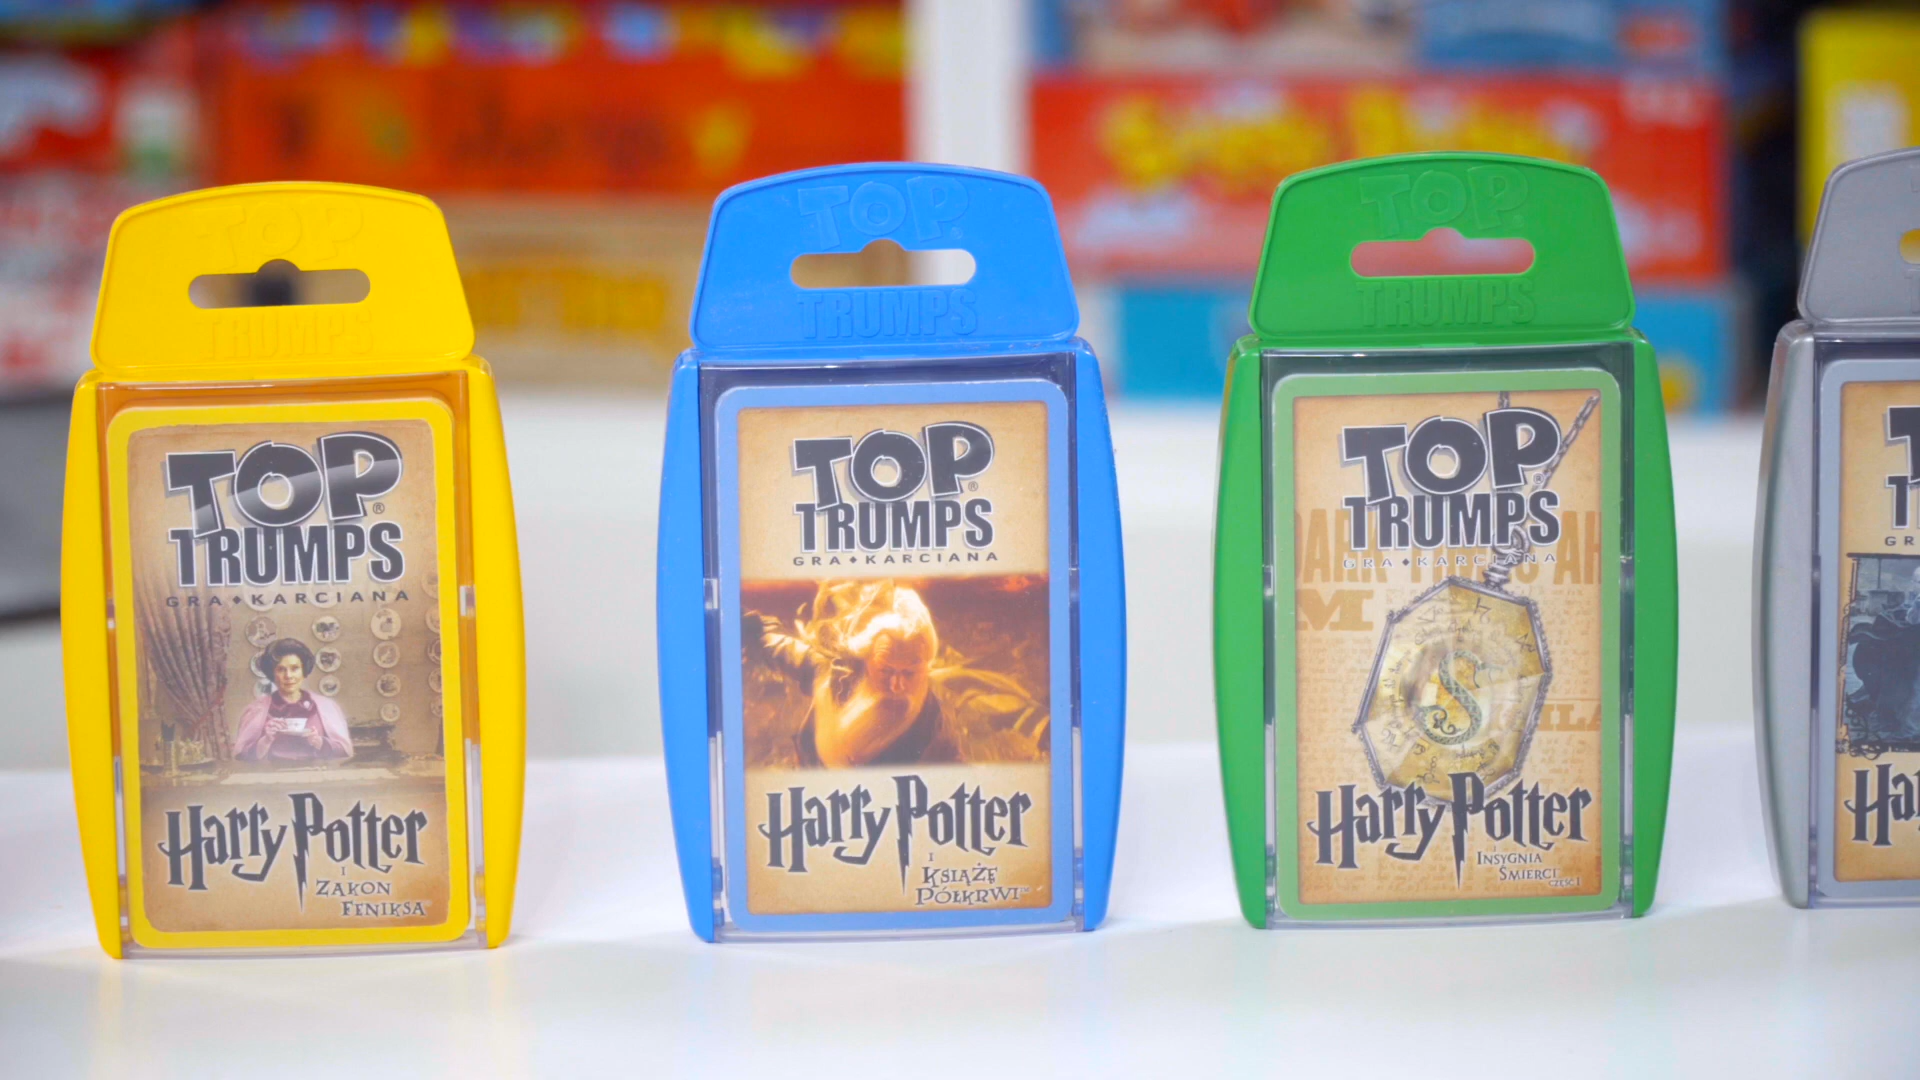 TOP
TRUMPS
TOP
TRUMPS
GRA KARCIANA
Harry Potter
I
ZAKON
FENIKSA
TOP
TRUMPS
TOP
TRUMPS
GRA KARCIANA
Harry Potter
I
KSIĄŻĘ
PÓŁKRWI
TOP
TRUMPS
TOP
TRUMPS
GRA KARCIANA
Harry Potter
I
INSYGNIA
ŚMIERCI
CZĘŚĆ I